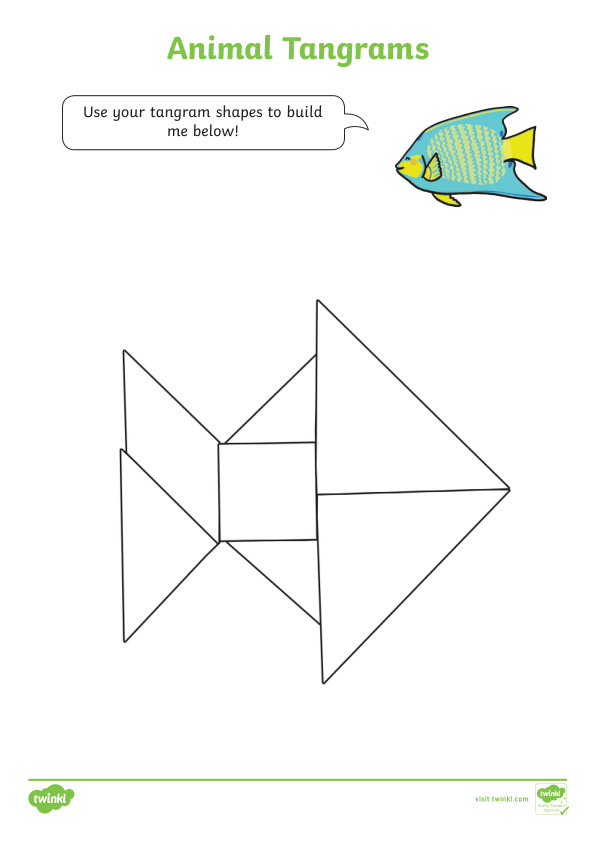 Animal Tangrams
Use your tangram shapes to build
me below!
twinkl
visit twinkl.com
twinkl
Quality Standard
Approved